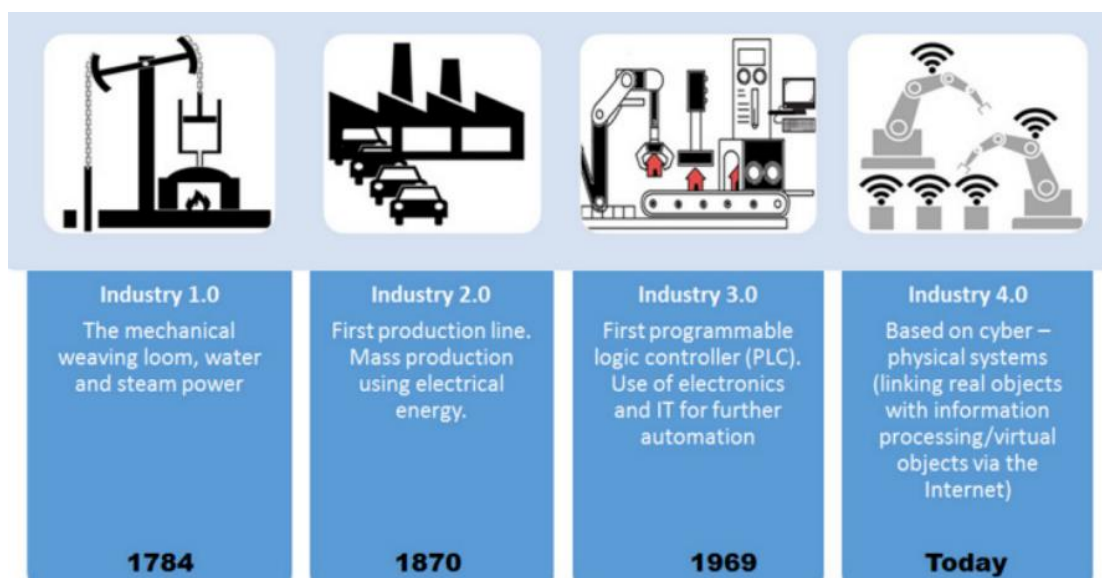 Industry 1.0
The mechanical
weaving loom, water
and steam power
1784
Industry 2.0
First production line.
Mass production
using electrical
energy.
1870
Industry 3.0
First programmable
logic controller (PLC).
Use of electronics
and IT for further
automation
1969
Industry 4.0
Based on cyber –
physical systems
(linking real objects
with information
processing/virtual
objects via the
Internet)
Today